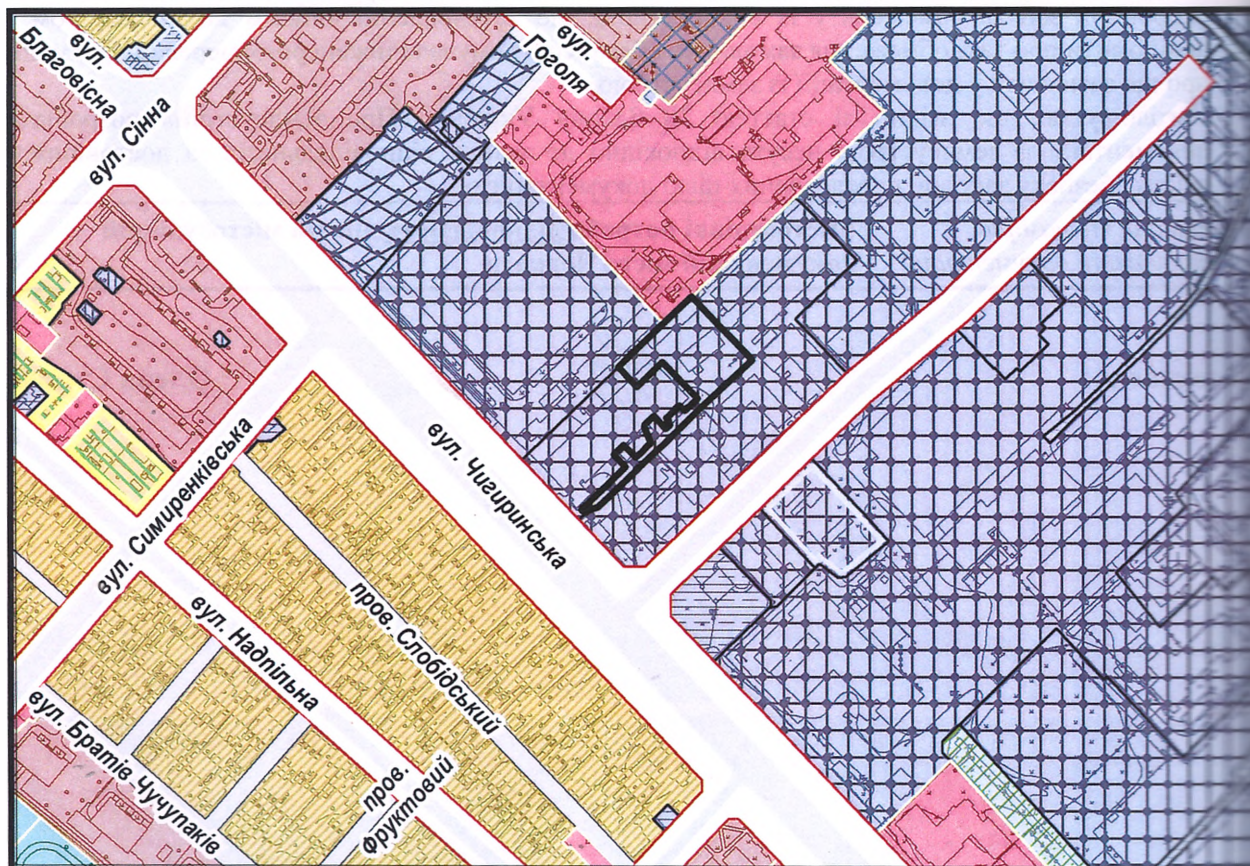 вул.
Благовісна
вул. Сінна
вул.
Гоголя
вул. Симиренківська
вул. Чигиринська
вул. Надпільна
пров. Слобідський
вул. Братів Чучупаків
пров.
Фруктовий